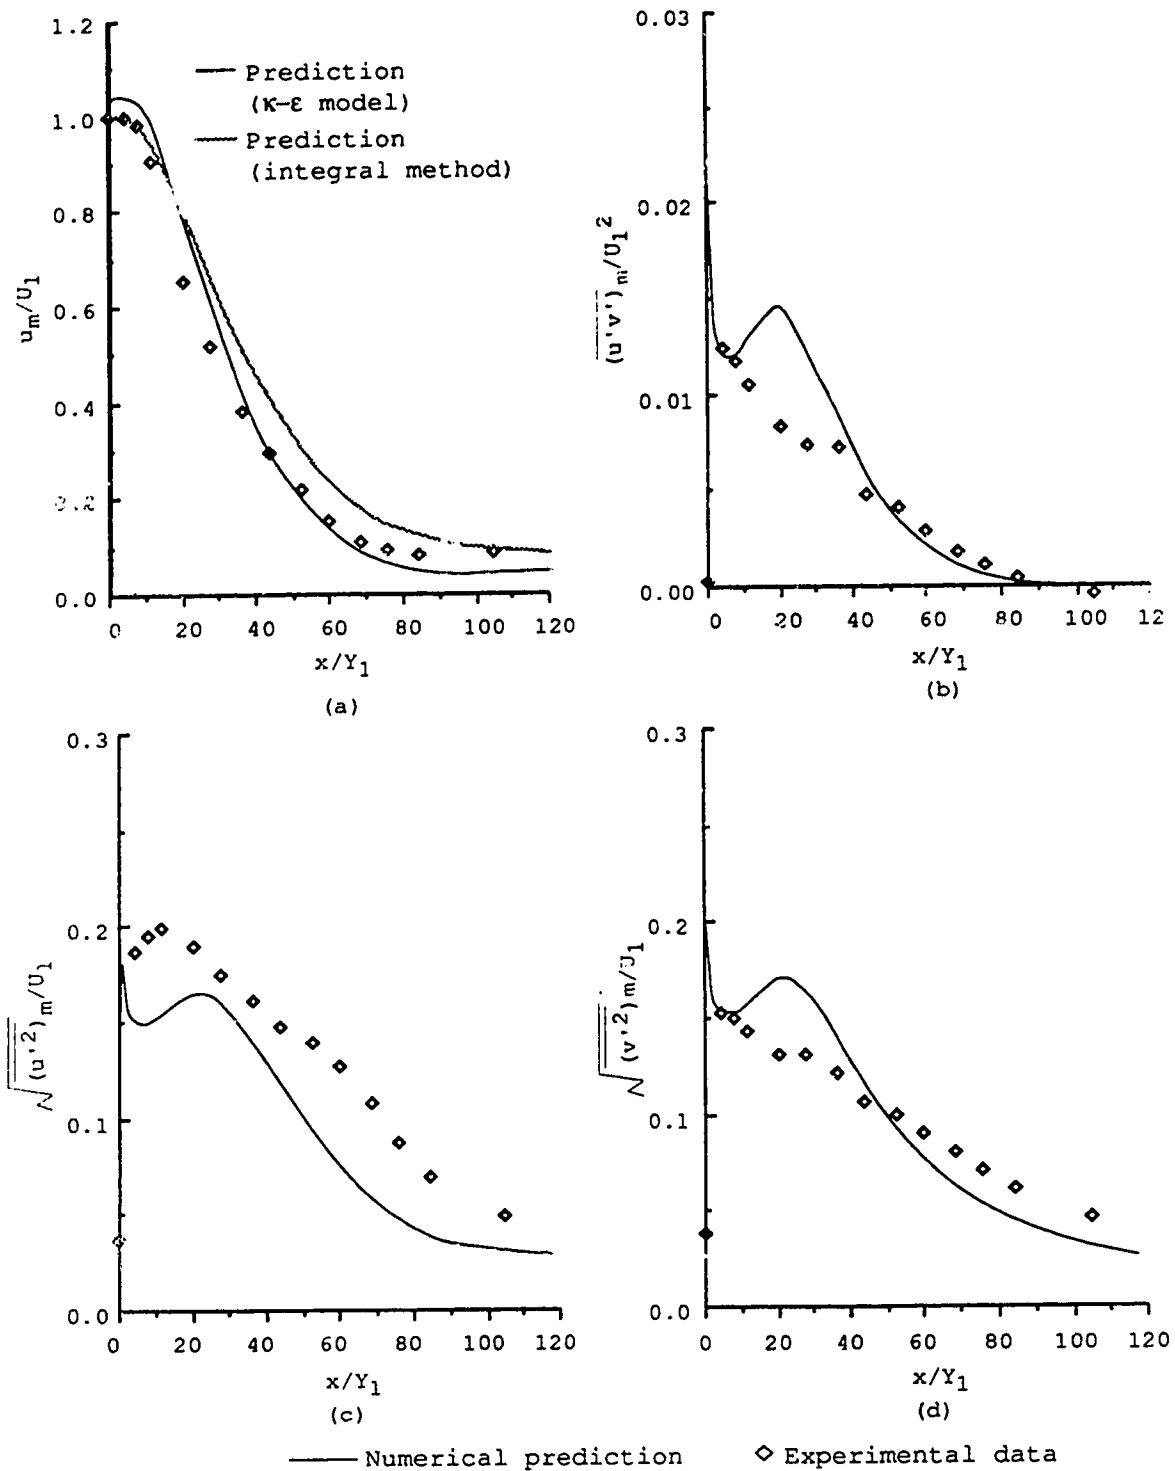 1.2
1.0
0.8
0.6
0.4
0.2
0.0
u_m/U_1
Prediction
(κ–ε model)
Prediction
(integral method)
0 20 40 60 80 100 120
x/Y_1
(a)
0.03
0.02
0.01
0.00
(u'v')_m/U_1^2
0 20 40 60 80 100 12
x/Y_1
(b)
0.3
0.2
0.1
0.0
√(u'^2)_m/U_1
0 20 40 60 80 100 120
x/Y_1
(c)
0.3
0.2
0.1
0.0
√(v'^2)_m/U_1
0 20 40 60 80 100 120
x/Y_1
(d)
Numerical prediction
Experimental data